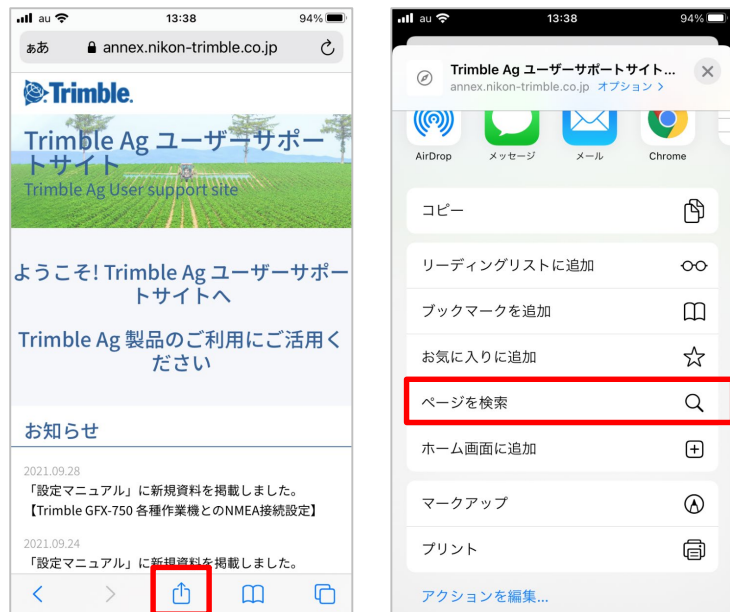 au
13:38
94%
ぁあ
annex.nikon-trimble.co.jp
Trimble.
Trimble Ag ユーザーサポー
トサイト
Trimble Ag User support site
ようこそ! Trimble Ag ユーザーサポー
トサイトへ
Trimble Ag 製品のご利用にご活用く
ださい
お知らせ
2021.09.28
「設定マニュアル」に新規資料を掲載しました。
【Trimble GFX-750 各種作業機とのNMEA接続設定】
2021.09.24
「設定マニュアル」に新規資料を掲載しました。
au
13:38
94%
Trimble Ag ユーザーサポートサイト...
annex.nikon-trimble.co.jp オプション >
AirDrop
メッセージ
メール
Chrome
コピー
リーディングリストに追加
ブックマークを追加
お気に入りに追加
ページを検索
ホーム画面に追加
マークアップ
プリント
アクションを編集...